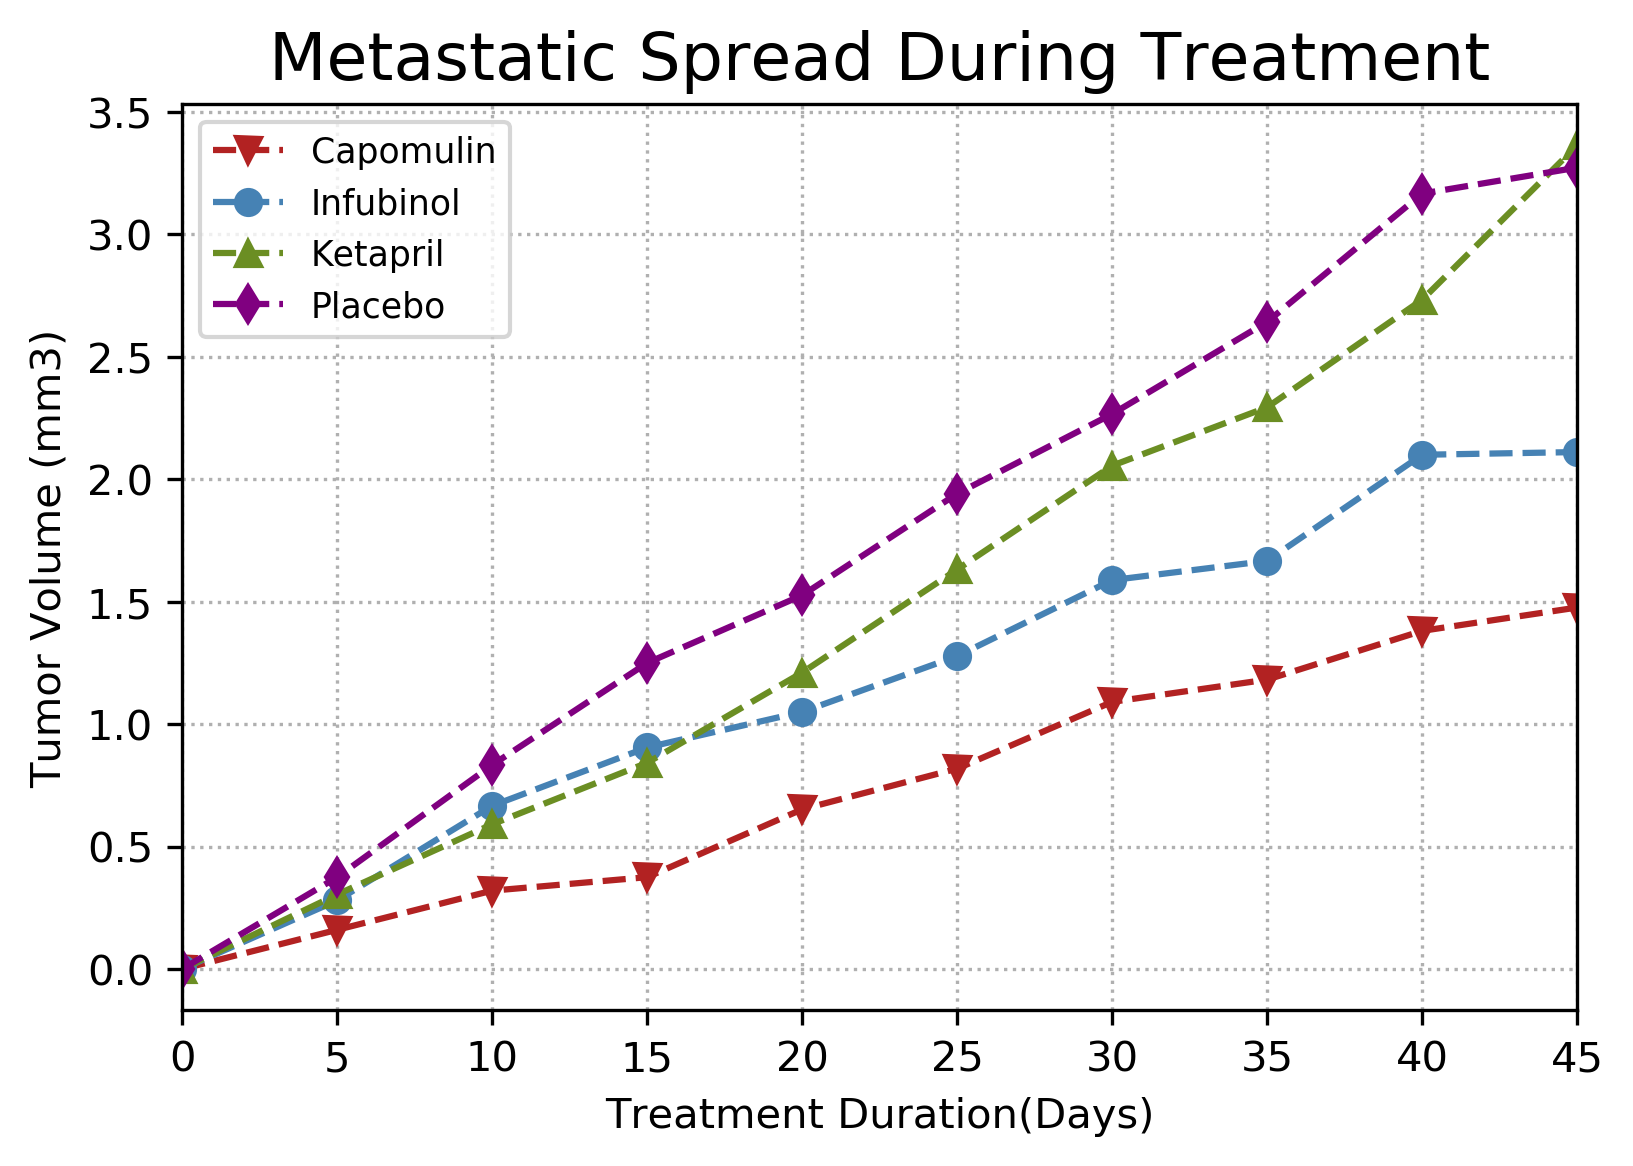 Metastatic Spread During Treatment
3.5
3.0
2.5
2.0
1.5
1.0
0.5
0.0
Tumor Volume (mm3)
Capomulin
Infubinol
Ketapril
Placebo
0 5 10 15 20 25 30 35 40 45
Treatment Duration(Days)